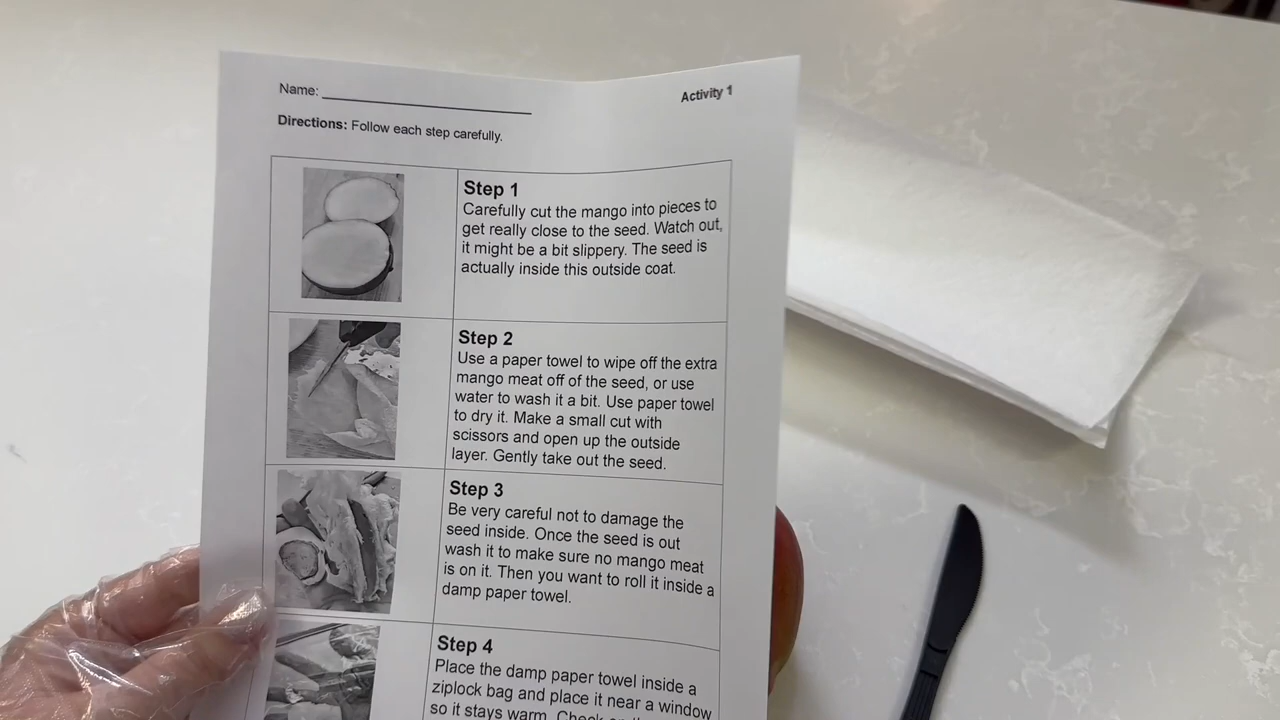 Name:
Activity 1
Directions: Follow each step carefully.
Step 1
Carefully cut the mango into pieces to
get really close to the seed. Watch out,
it might be a bit slippery. The seed is
actually inside this outside coat.
Step 2
Use a paper towel to wipe off the extra
mango meat off of the seed, or use
water to wash it a bit. Use paper towel
to dry it. Make a small cut with
scissors and open up the outside
layer. Gently take out the seed.
Step 3
Be very careful not to damage the
seed inside. Once the seed is out
wash it to make sure no mango meat
is on it. Then you want to roll it inside a
damp paper towel.
Step 4
Place the damp paper towel inside a
ziplock bag and place it near a window
so it stays warm. Check